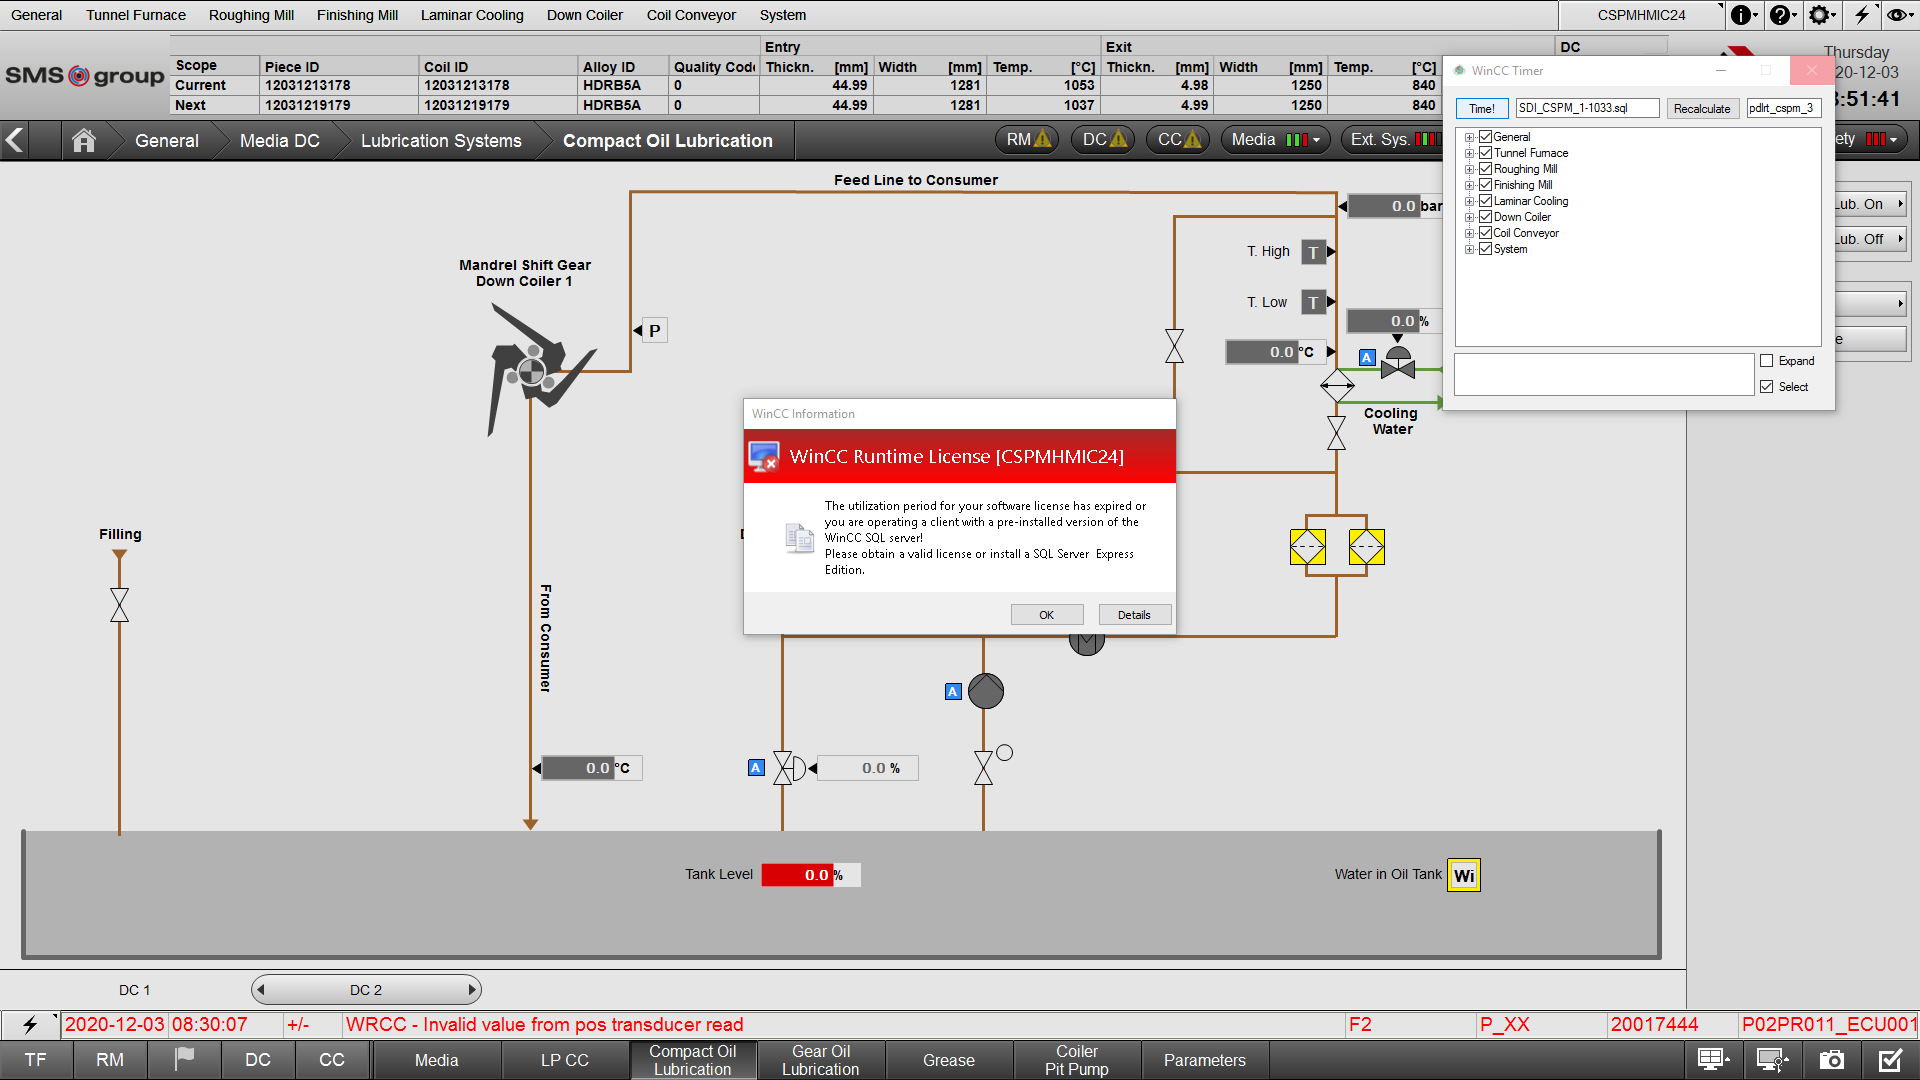 General Tunnel Furnace Roughing Mill Finishing Mill Laminar Cooling Down Coiler Coil Conveyor System CSPMHMIC24
SMS group
Entry Exit DC
Scope Piece ID Coil ID Alloy ID Quality Code Thickn. [mm] Width [mm] Temp. [°C] Thickn. [mm] Width [mm] Temp. [°C]
Current 12031213178 12031213178 HDRB5A 0 44.99 1281 1053 4.98 1250 840
Next 12031219179 12031219179 HDRB5A 0 44.99 1281 1037 4.99 1250 840
Thursday
20-12-03
:51:41
General Media DC Lubrication Systems Compact Oil Lubrication RM DC CC Media Ext. Sys. ety
WinCC Timer
Time! SDI_CSPM_1-1033.sql Recalculate pdlrt_cspm_3
General
Tunnel Furnace
Roughing Mill
Finishing Mill
Laminar Cooling
Down Coiler
Coil Conveyor
System
Expand
Select
Lub. On
Lub. Off
e
Feed Line to Consumer
0.0 bar
T. High T
T. Low T
0.0 %
0.0 °C
A
Cooling
Water
Mandrel Shift Gear
Down Coiler 1
P
WinCC Information
WinCC Runtime License [CSPMHMIC24]
The utilization period for your software license has expired or
you are operating a client with a pre-installed version of the
WinCC SQL server!
Please obtain a valid license or install a SQL Server Express
Edition.
OK Details
Filling
From Consumer
A
0.0 °C
A
0.0 %
Tank Level 0.0 %
Water in Oil Tank Wi
DC 1 DC 2
2020-12-03 08:30:07 +/- WRCC - Invalid value from pos transducer read F2 P_XX 20017444 P02PR011_ECU001
TF RM DC CC Media LP CC Compact Oil Lubrication Gear Oil Lubrication Grease Coiler Pit Pump Parameters